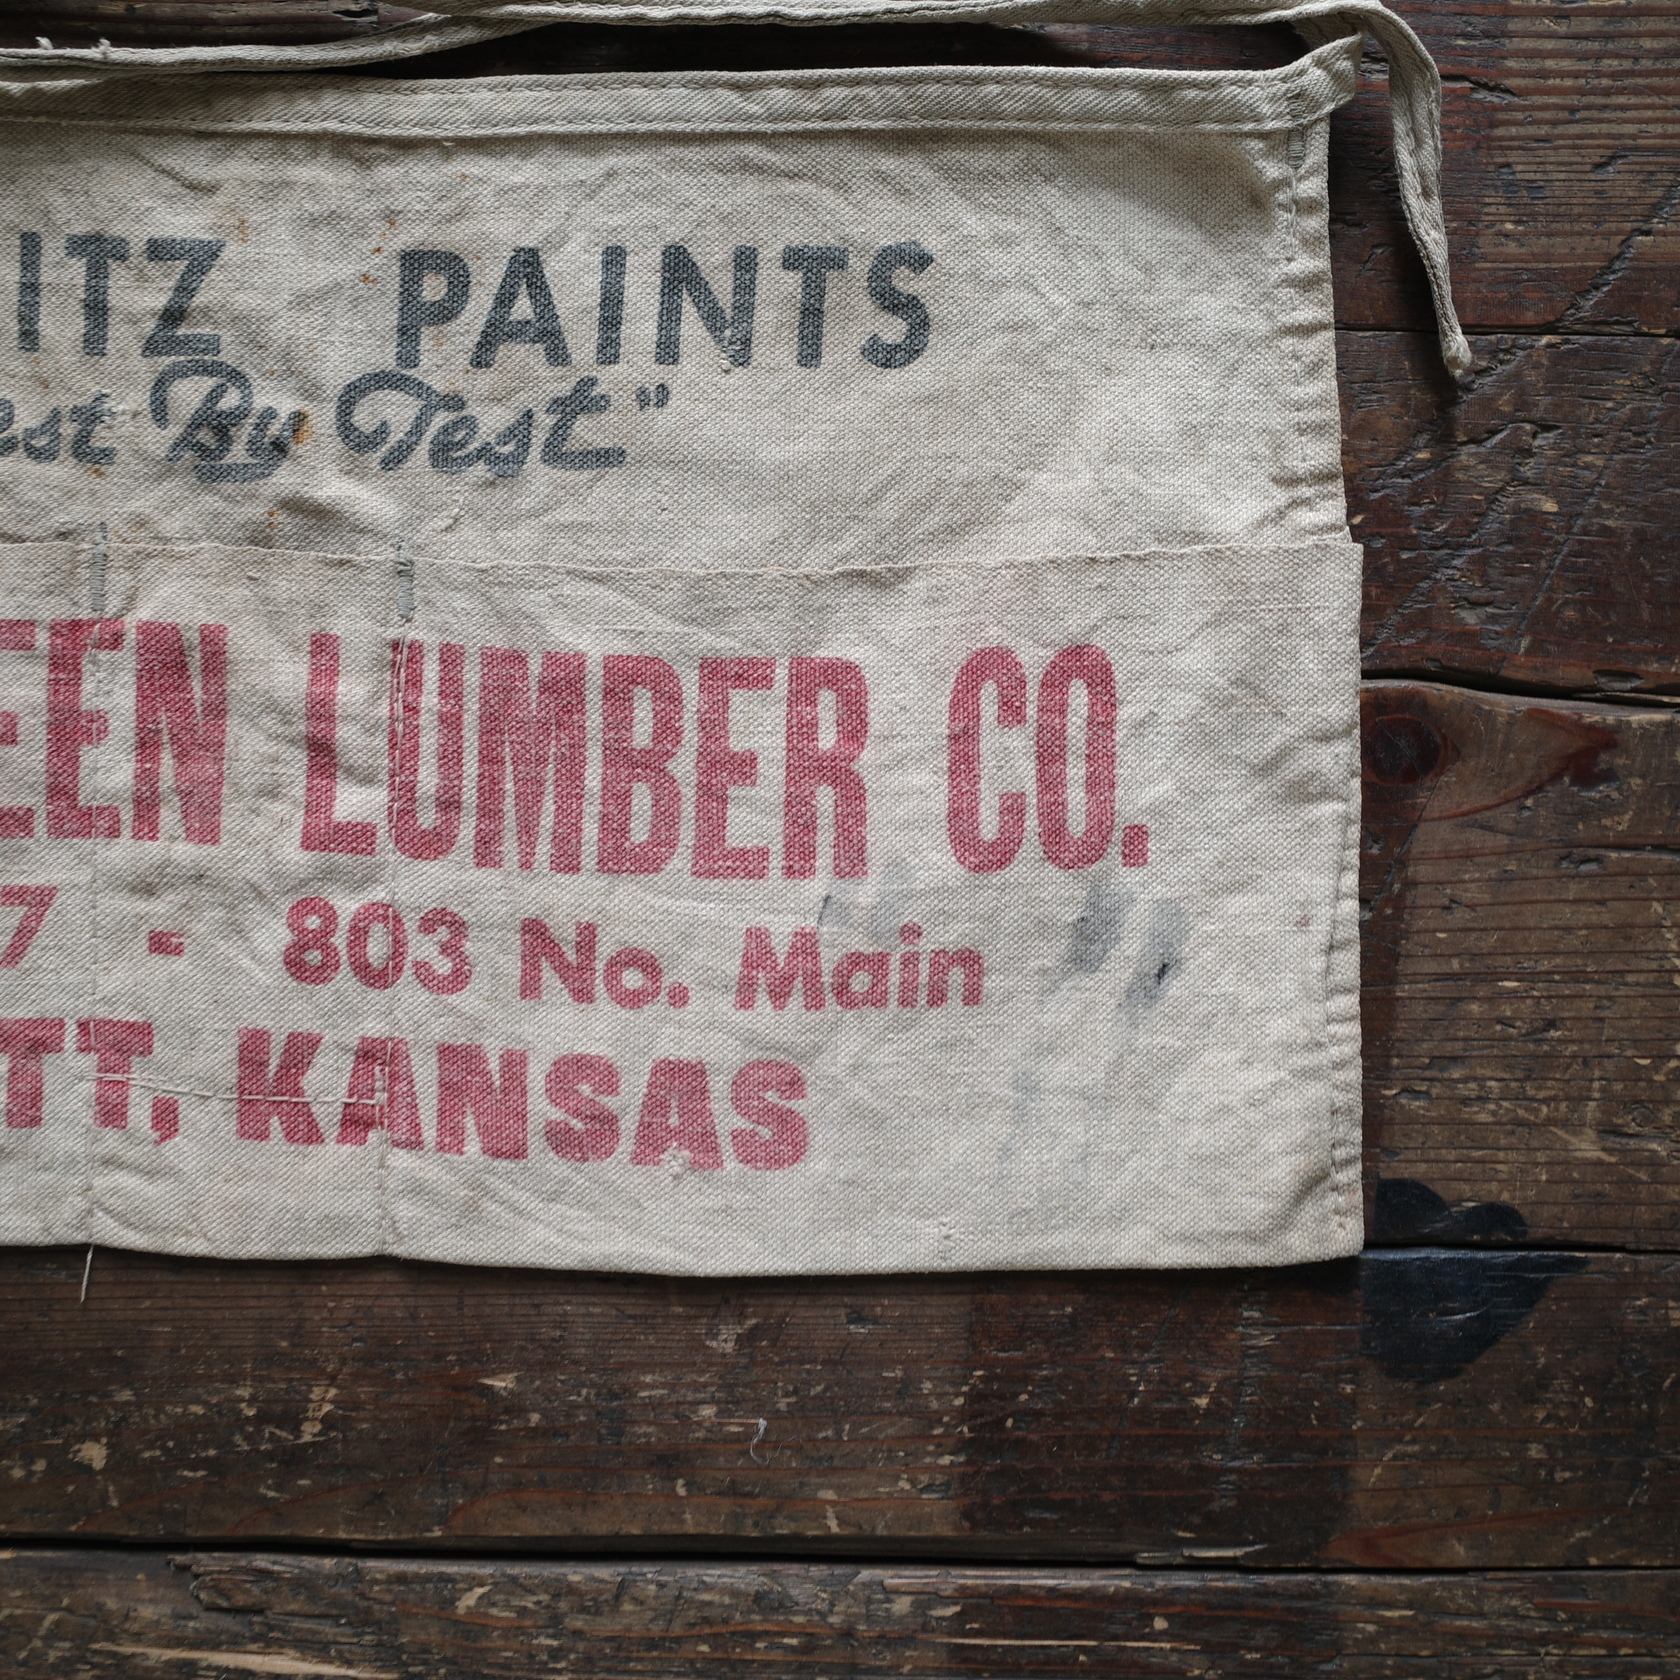 ITZ PAINTS
est By Test"
EEN LUMBER CO.
7 - 803 No. Main
TT, KANSAS